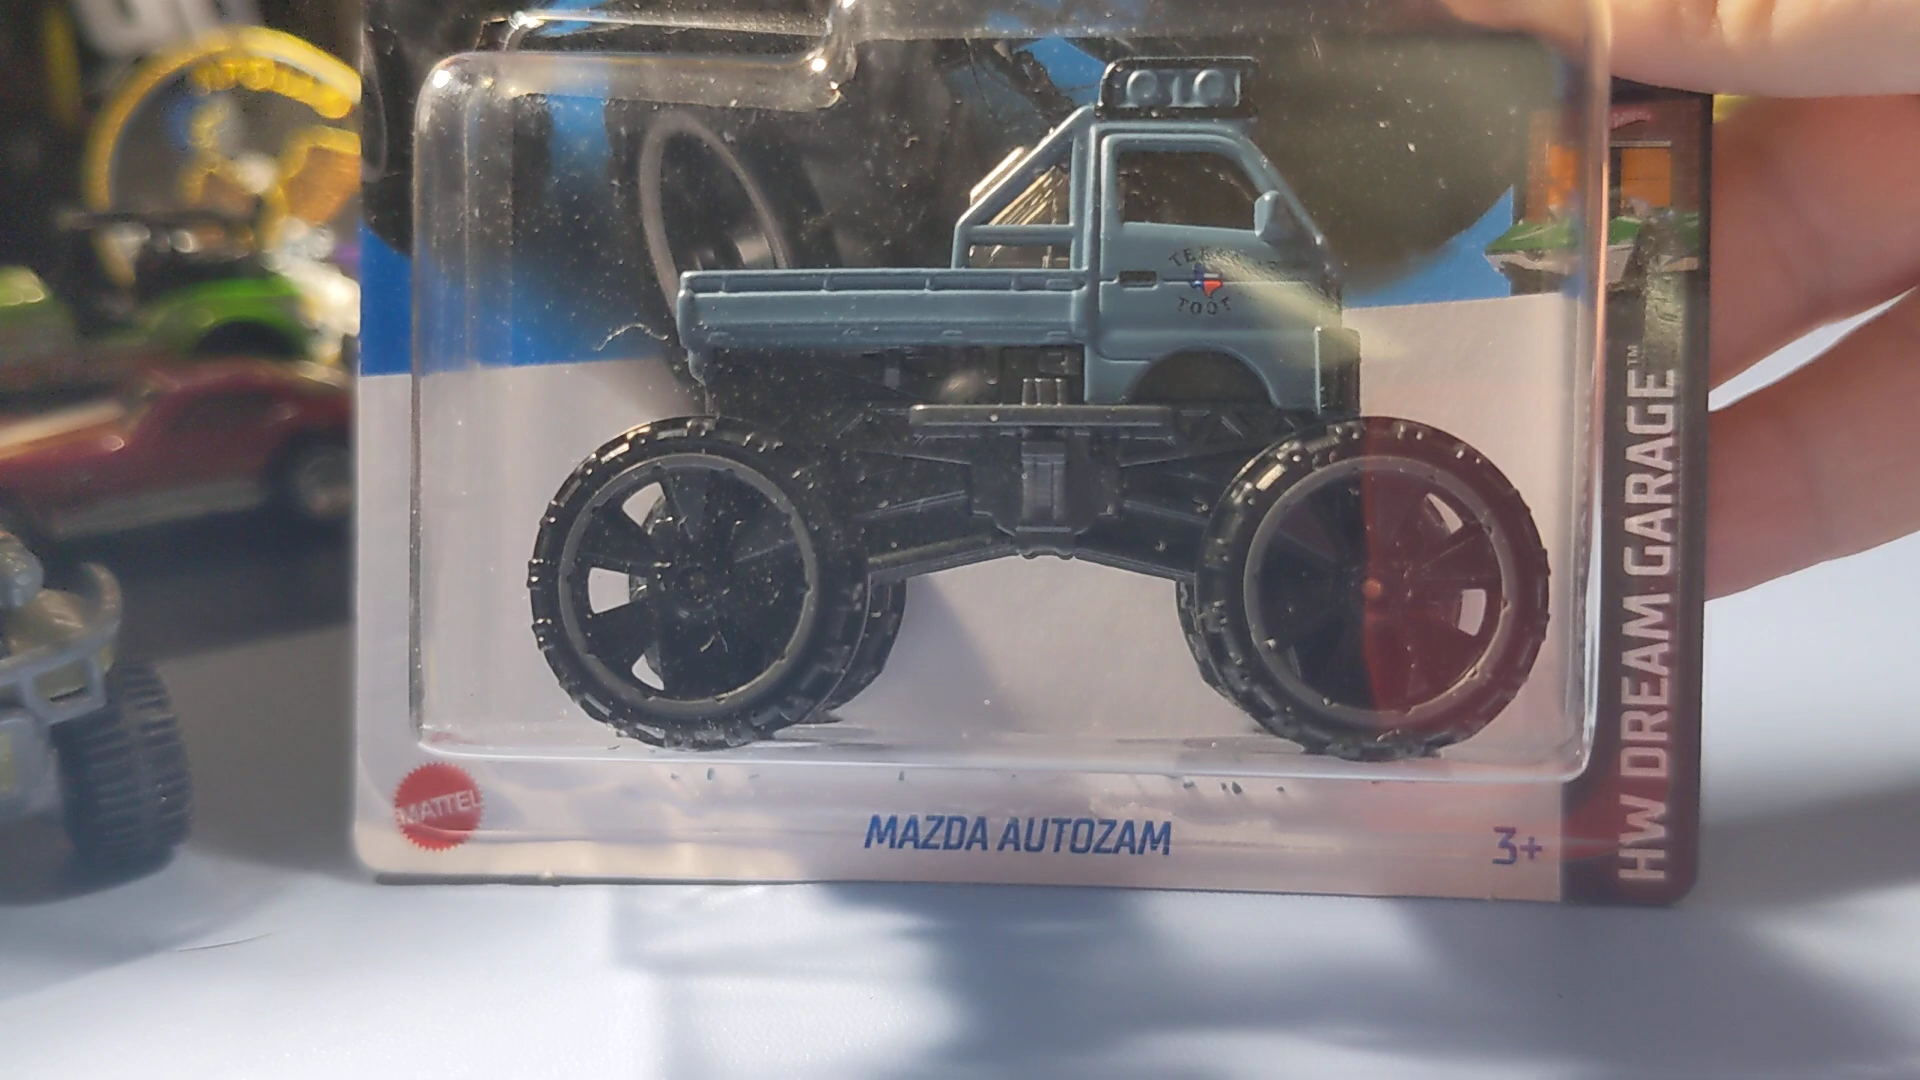 TOOT
MATTEL
MAZDA AUTOZAM
3+
HW DREAM GARAGE™